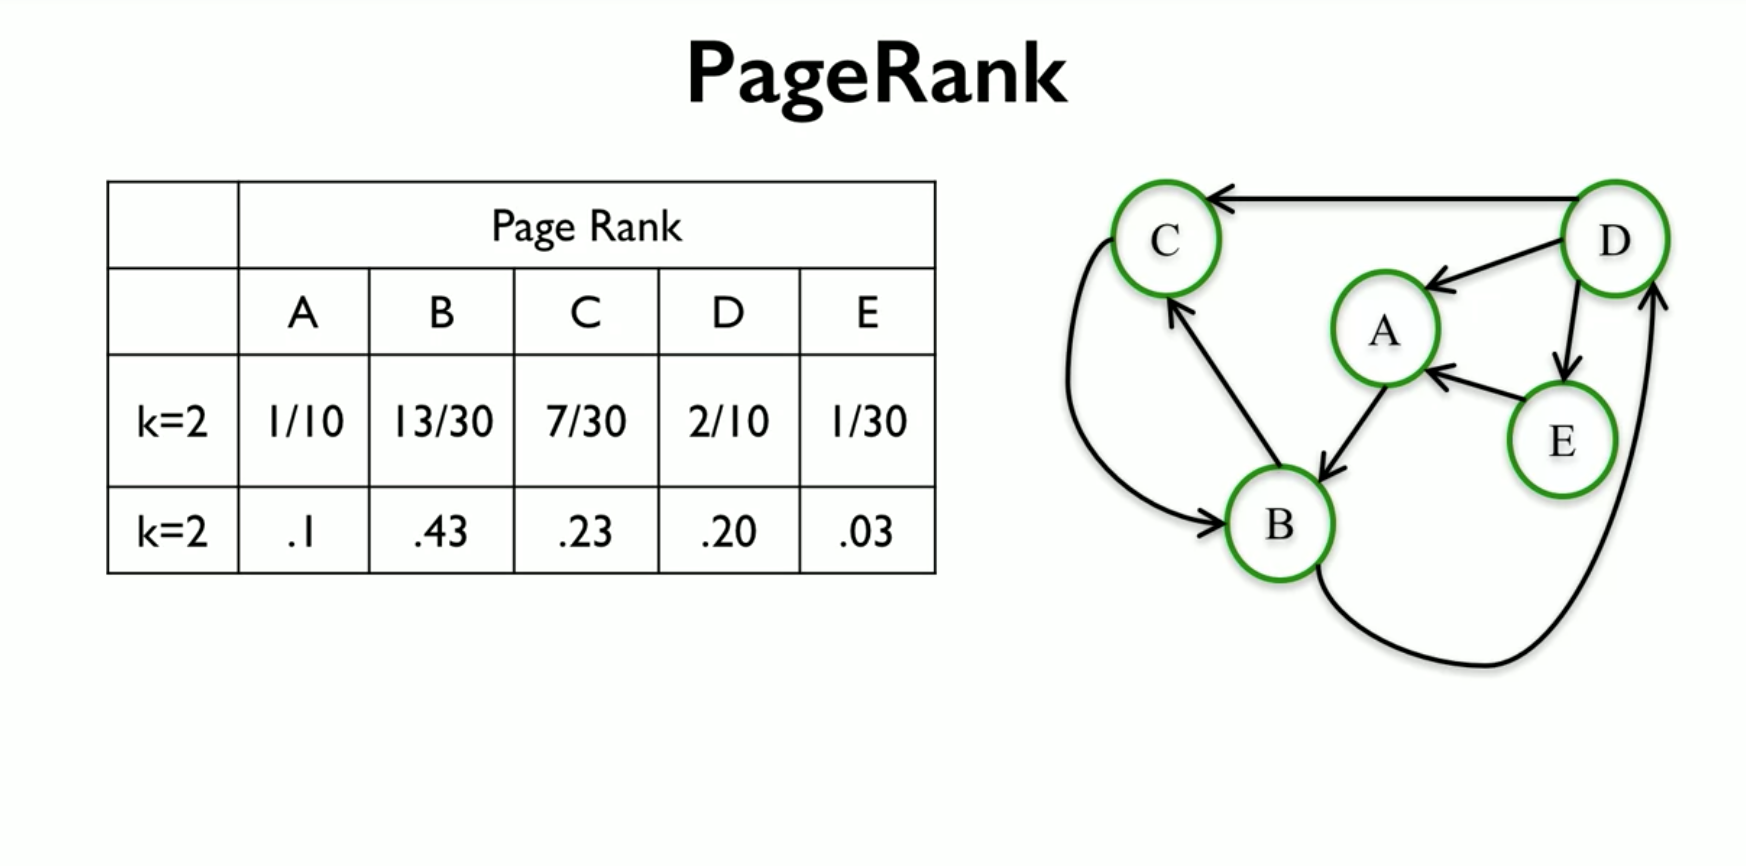 PageRank
Page Rank
A B C D E
k=2 1/10 13/30 7/30 2/10 1/30
k=2 .1 .43 .23 .20 .03
C
D
A
E
B